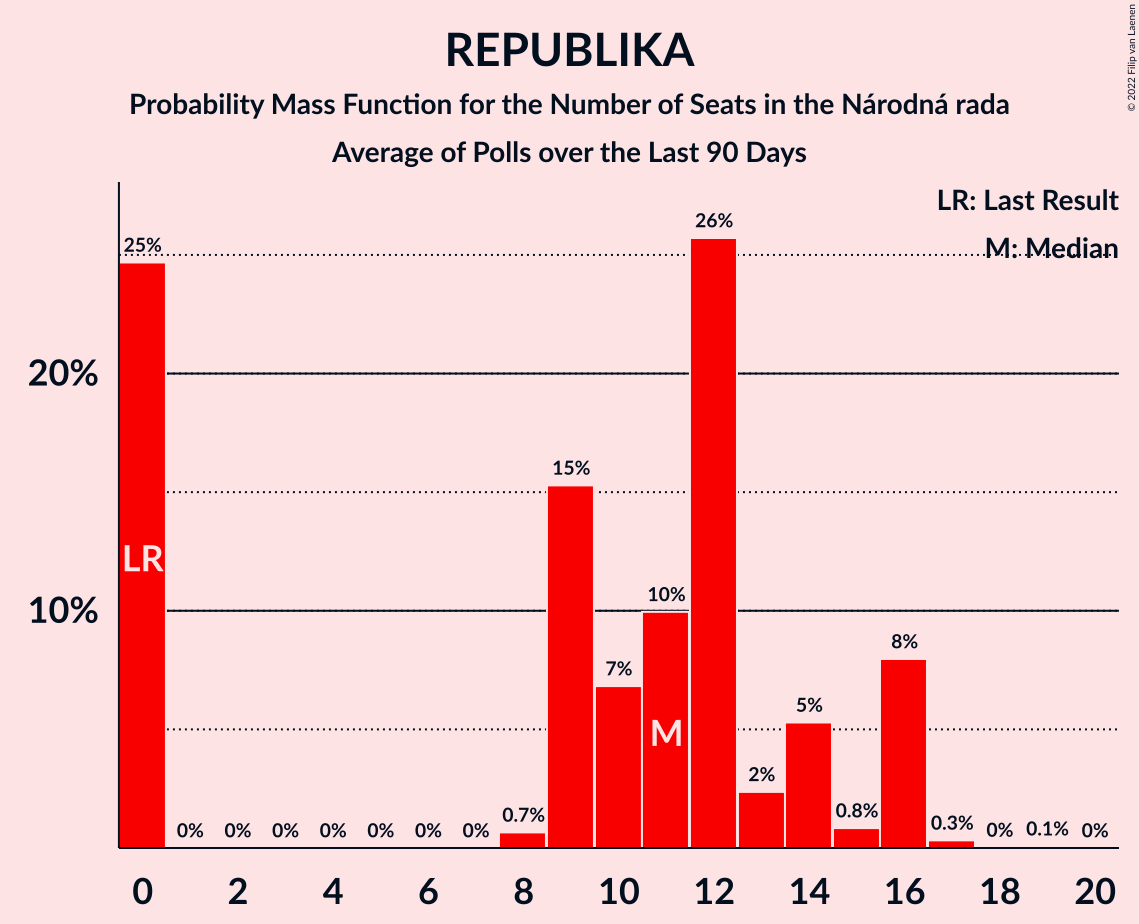 REPUBLIKA
Probability Mass Function for the Number of Seats in the Národná rada
Average of Polls over the Last 90 Days
© 2022 Filip van Laenen
LR: Last Result
M: Median
25% 0% 0% 0% 0% 0% 0% 0% 0.7% 15% 7% 10% 26% 2% 5% 0.8% 8% 0.3% 0% 0.1% 0%
20%
10%
LR
M
0 2 4 6 8 10 12 14 16 18 20